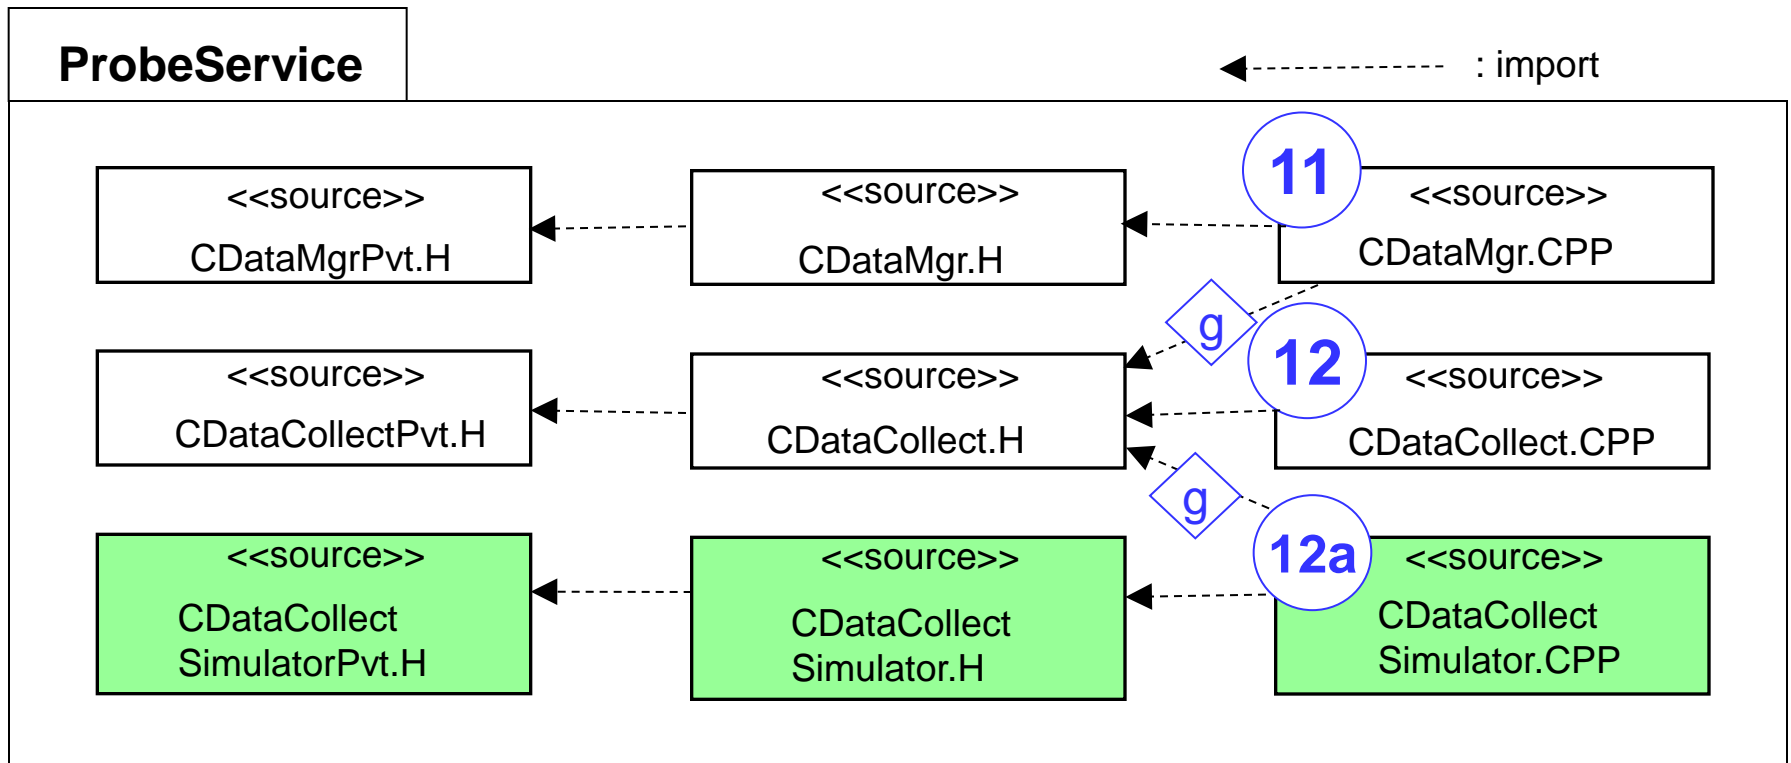 ProbeService
: import
11
<<source>>
CDataMgrPvt.H
<<source>>
CDataMgr.H
<<source>>
CDataMgr.CPP
g
12
<<source>>
CDataCollectPvt.H
<<source>>
CDataCollect.H
<<source>>
CDataCollect.CPP
g
12a
<<source>>
CDataCollect
SimulatorPvt.H
<<source>>
CDataCollect
Simulator.H
<<source>>
CDataCollect
Simulator.CPP